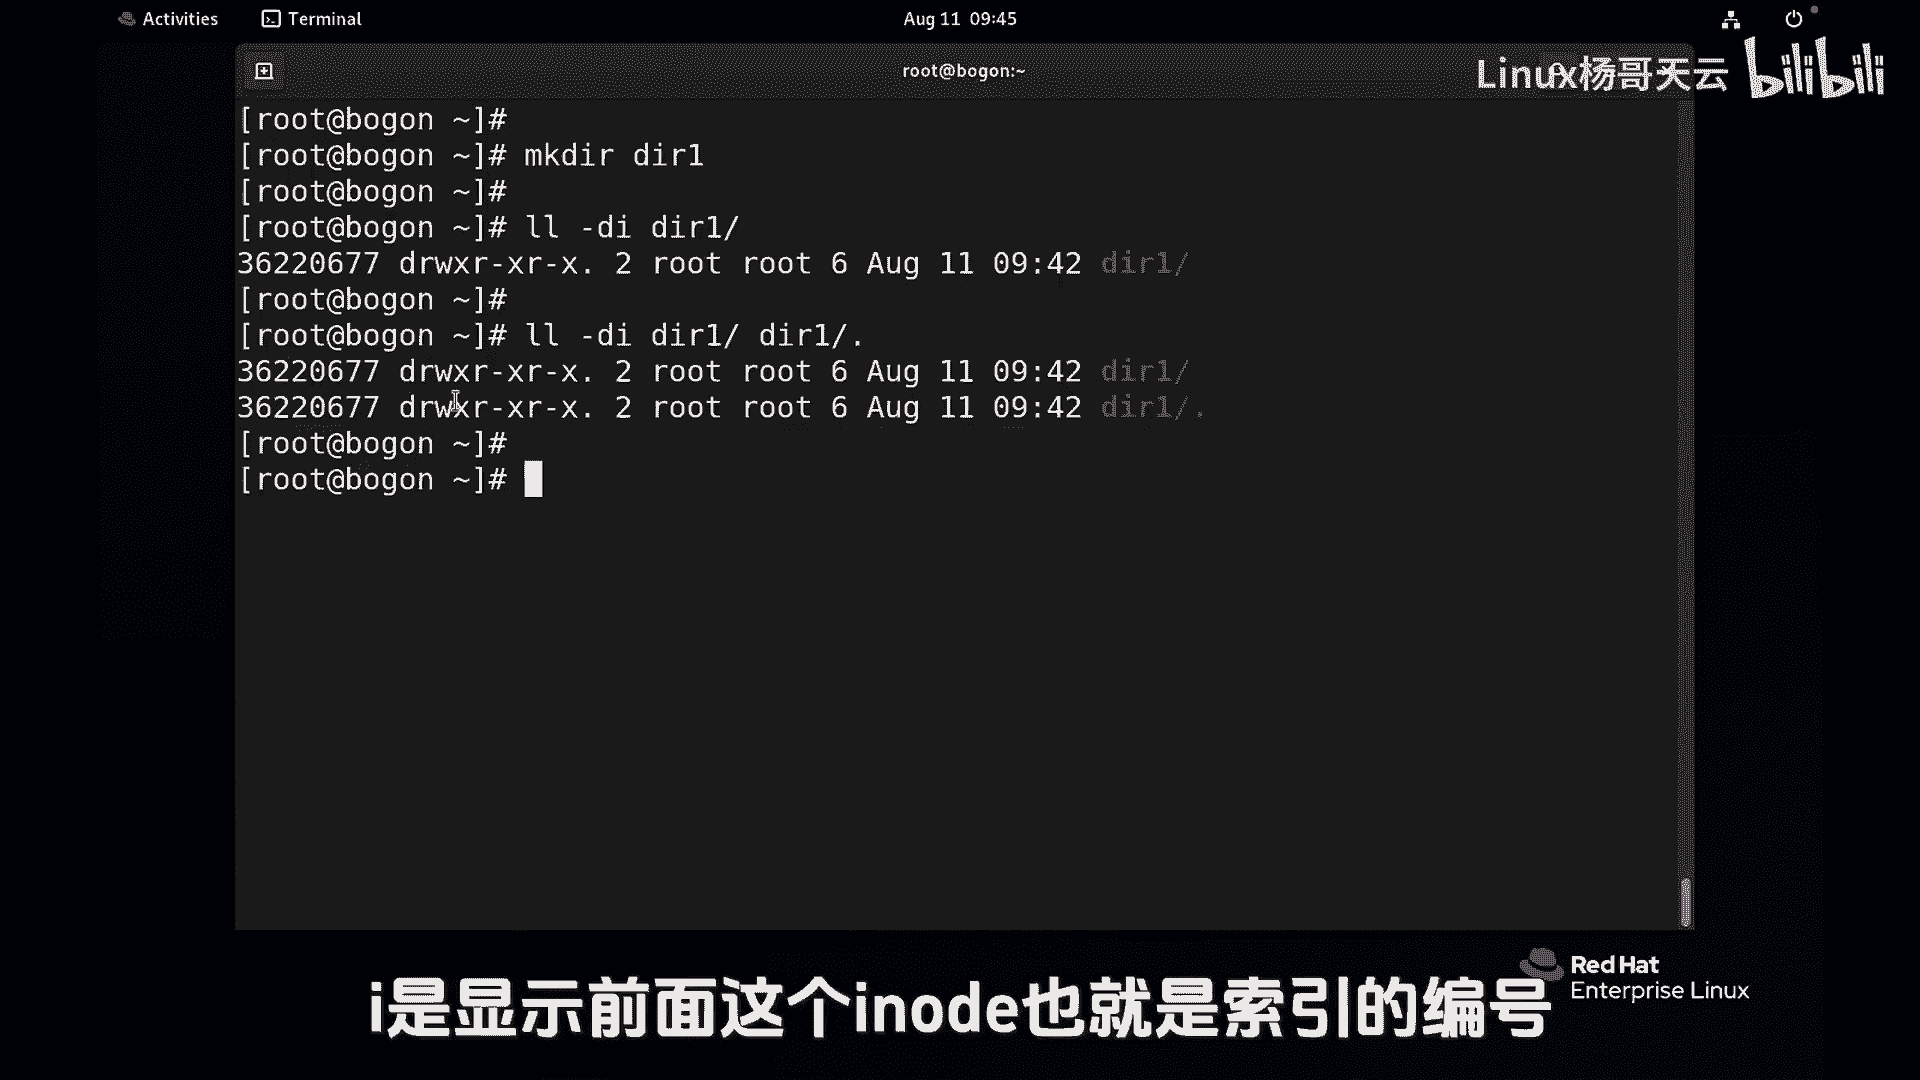 Activities Terminal Aug 11 09:45
root@bogon:~
Linux杨哥天云 bilibili
[root@bogon ~]#
[root@bogon ~]# mkdir dir1
[root@bogon ~]#
[root@bogon ~]# ll -di dir1/
36220677 drwxr-xr-x. 2 root root 6 Aug 11 09:42 dir1/
[root@bogon ~]#
[root@bogon ~]# ll -di dir1/ dir1/.
36220677 drwxr-xr-x. 2 root root 6 Aug 11 09:42 dir1/
36220677 drwxr-xr-x. 2 root root 6 Aug 11 09:42 dir1/.
[root@bogon ~]#
[root@bogon ~]#
Red Hat
Enterprise Linux
i是显示前面这个inode也就是索引的编号